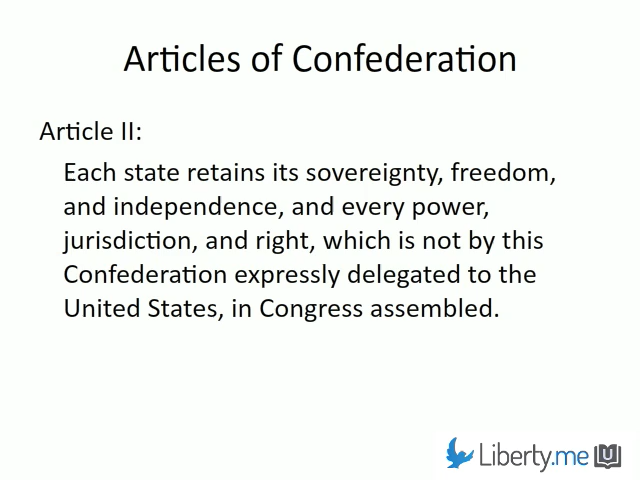 Articles of Confederation
Article II:
Each state retains its sovereignty, freedom,
and independence, and every power,
jurisdiction, and right, which is not by this
Confederation expressly delegated to the
United States, in Congress assembled.
Liberty.me U